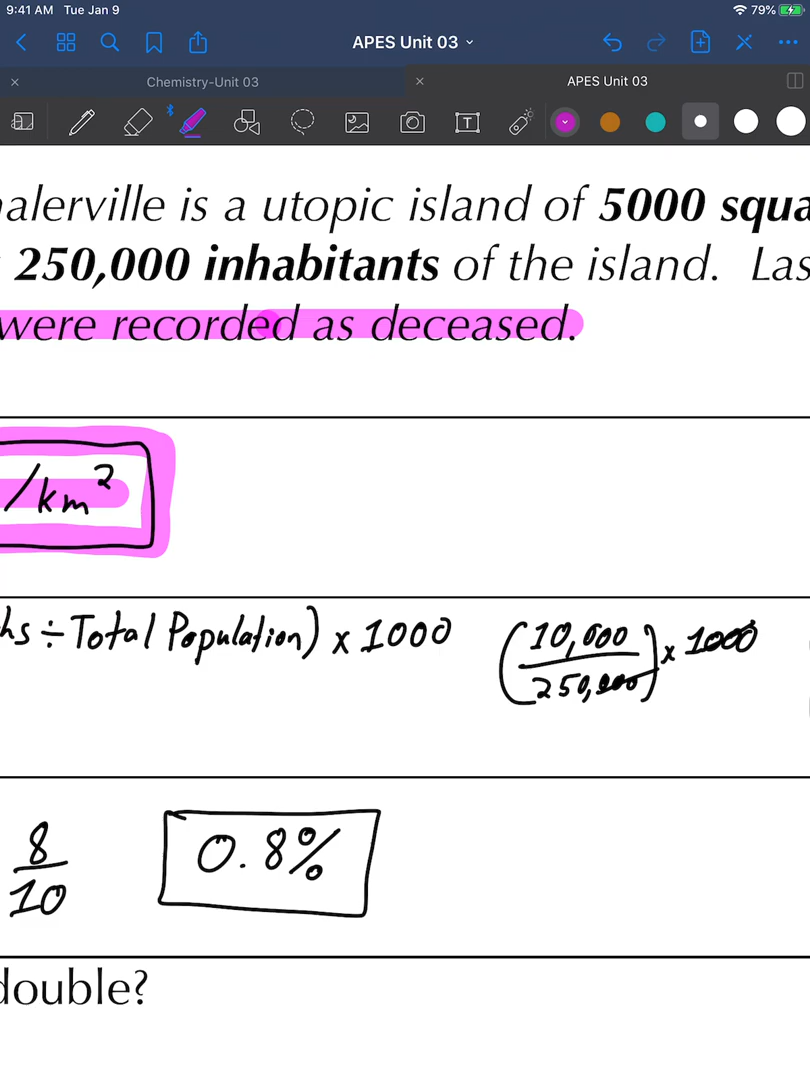 9:41 AM Tue Jan 9 79%
APES Unit 03
Chemistry-Unit 03 APES Unit 03
alerville is a utopic island of 5000 squa
250,000 inhabitants of the island. Las
were recorded as deceased.
/km²
hs ÷ Total Population) x 1000 (10,000/250,000) x 1000
8/10 0.8%
double?